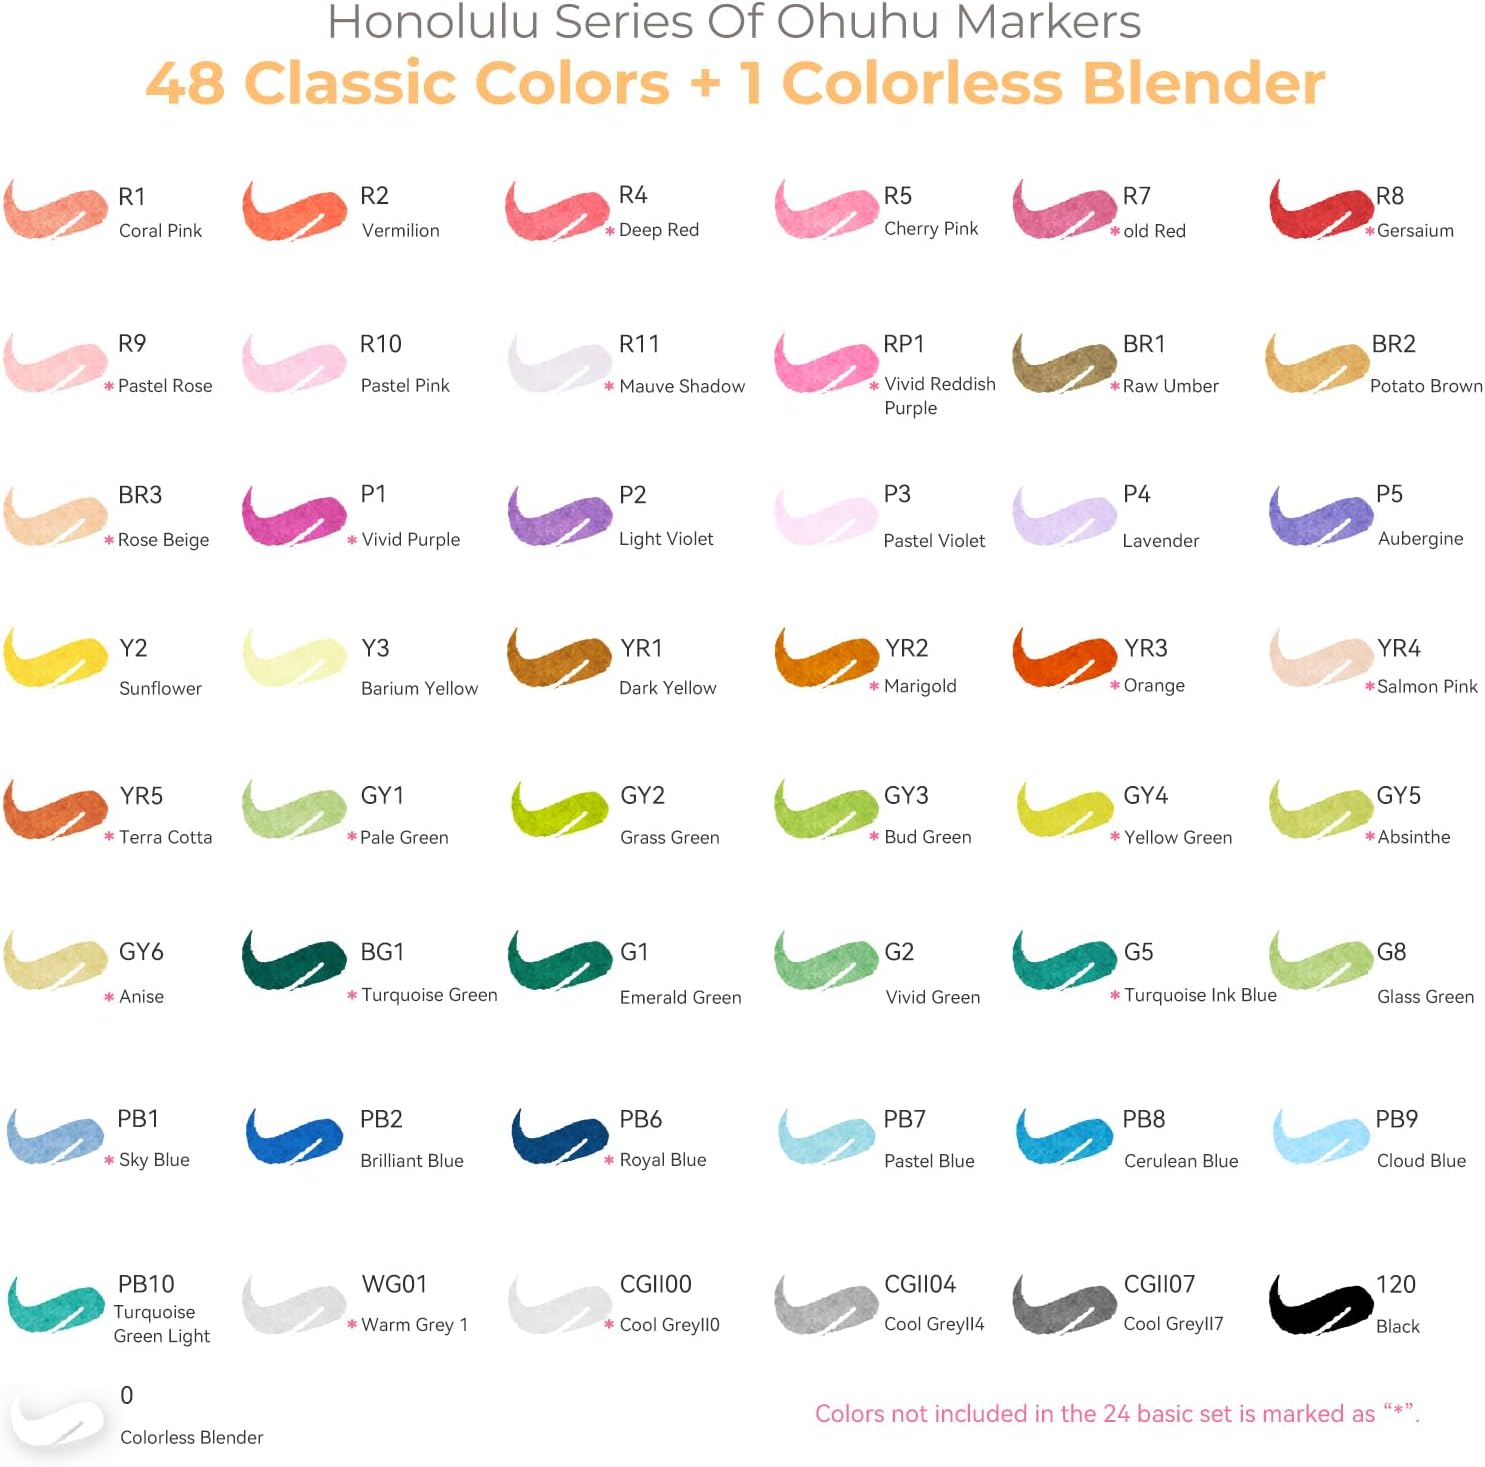 Honolulu Series Of Ohuhu Markers
48 Classic Colors + 1 Colorless Blender
R1
Coral Pink
R2
Vermilion
R4
* Deep Red
R5
Cherry Pink
R7
* old Red
R8
* Gersaium
R9
* Pastel Rose
R10
Pastel Pink
R11
* Mauve Shadow
RP1
* Vivid Reddish
Purple
BR1
* Raw Umber
BR2
Potato Brown
BR3
* Rose Beige
P1
* Vivid Purple
P2
Light Violet
P3
Pastel Violet
P4
Lavender
P5
Aubergine
Y2
Sunflower
Y3
Barium Yellow
YR1
Dark Yellow
YR2
* Marigold
YR3
* Orange
YR4
* Salmon Pink
YR5
* Terra Cotta
GY1
* Pale Green
GY2
Grass Green
GY3
* Bud Green
GY4
* Yellow Green
GY5
* Absinthe
GY6
* Anise
BG1
* Turquoise Green
G1
Emerald Green
G2
Vivid Green
G5
* Turquoise Ink Blue
G8
Glass Green
PB1
* Sky Blue
PB2
Brilliant Blue
PB6
* Royal Blue
PB7
Pastel Blue
PB8
Cerulean Blue
PB9
Cloud Blue
PB10
Turquoise
Green Light
WG01
* Warm Grey 1
CGII00
* Cool GreyII0
CGII04
Cool GreyII4
CGII07
Cool GreyII7
120
Black
0
Colorless Blender
Colors not included in the 24 basic set is marked as “*”.